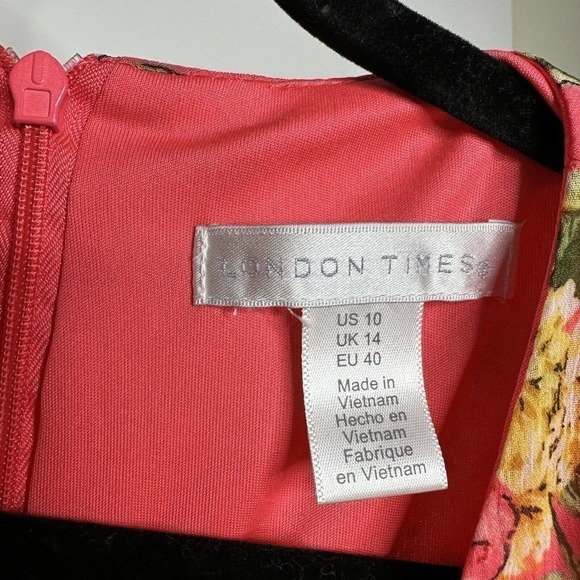 LONDON TIMES®
US 10
UK 14
EU 40
Made in
Vietnam
Hecho en
Vietnam
Fabrique
en Vietnam